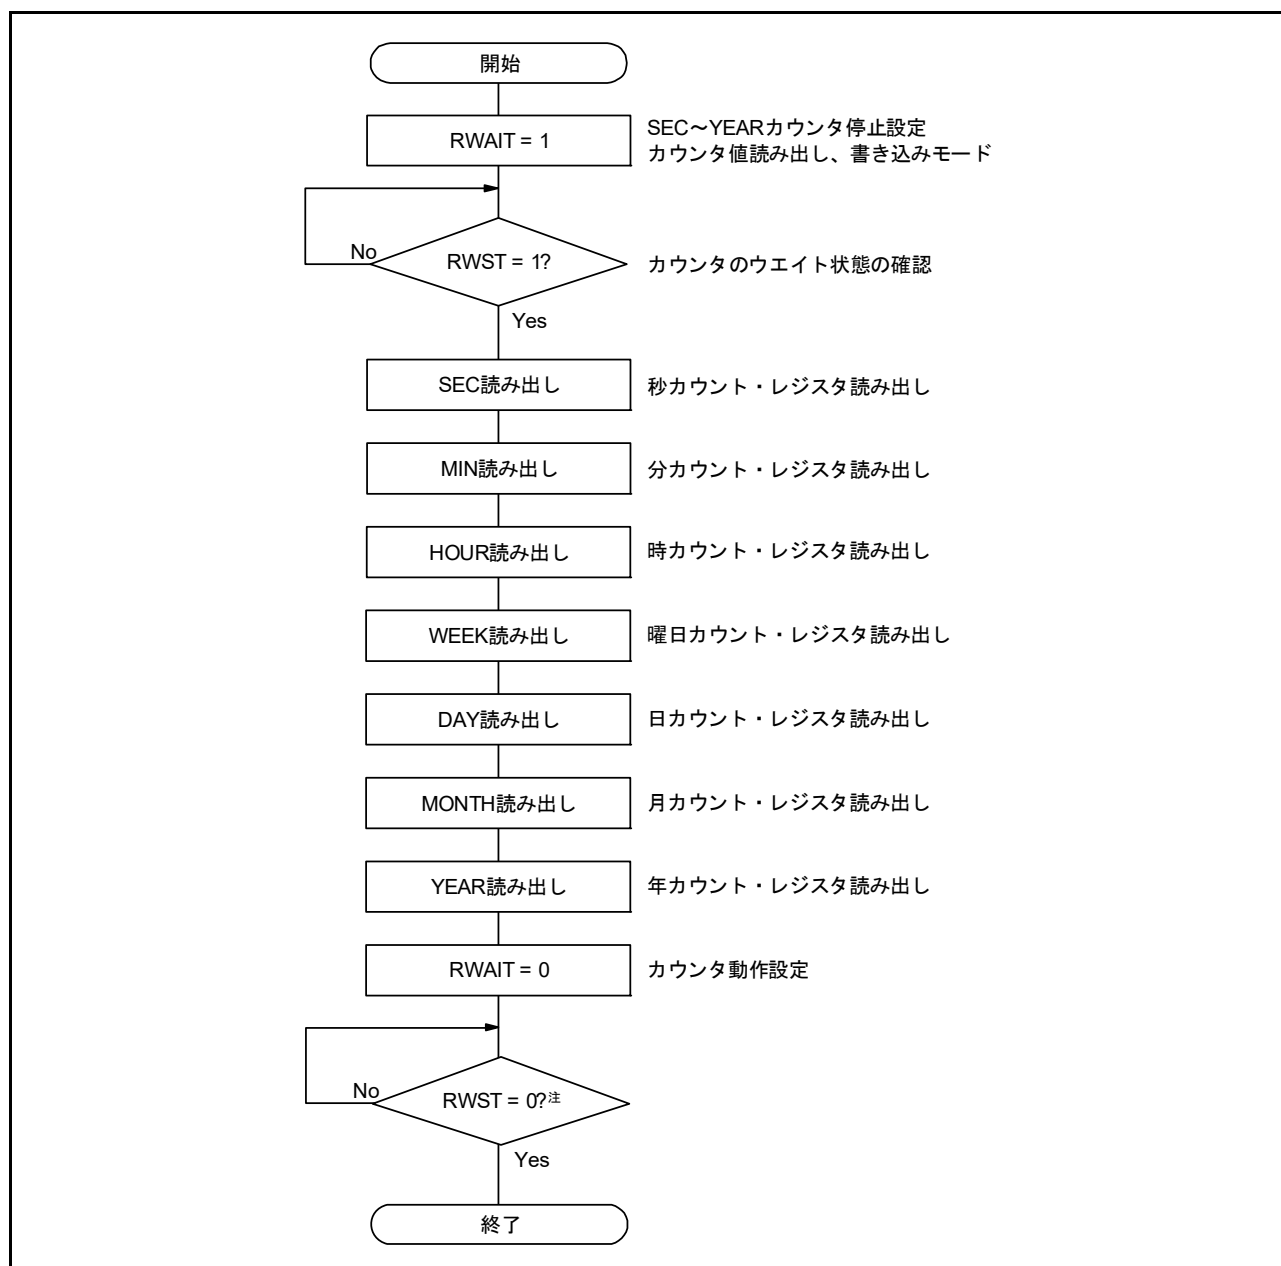 開始
RWAIT = 1
SEC～YEARカウンタ停止設定
カウンタ値読み出し、書き込みモード
No
RWST = 1?
カウンタのウエイト状態の確認
Yes
SEC読み出し
秒カウント・レジスタ読み出し
MIN読み出し
分カウント・レジスタ読み出し
HOUR読み出し
時カウント・レジスタ読み出し
WEEK読み出し
曜日カウント・レジスタ読み出し
DAY読み出し
日カウント・レジスタ読み出し
MONTH読み出し
月カウント・レジスタ読み出し
YEAR読み出し
年カウント・レジスタ読み出し
RWAIT = 0
カウンタ動作設定
No
RWST = 0?注
Yes
終了